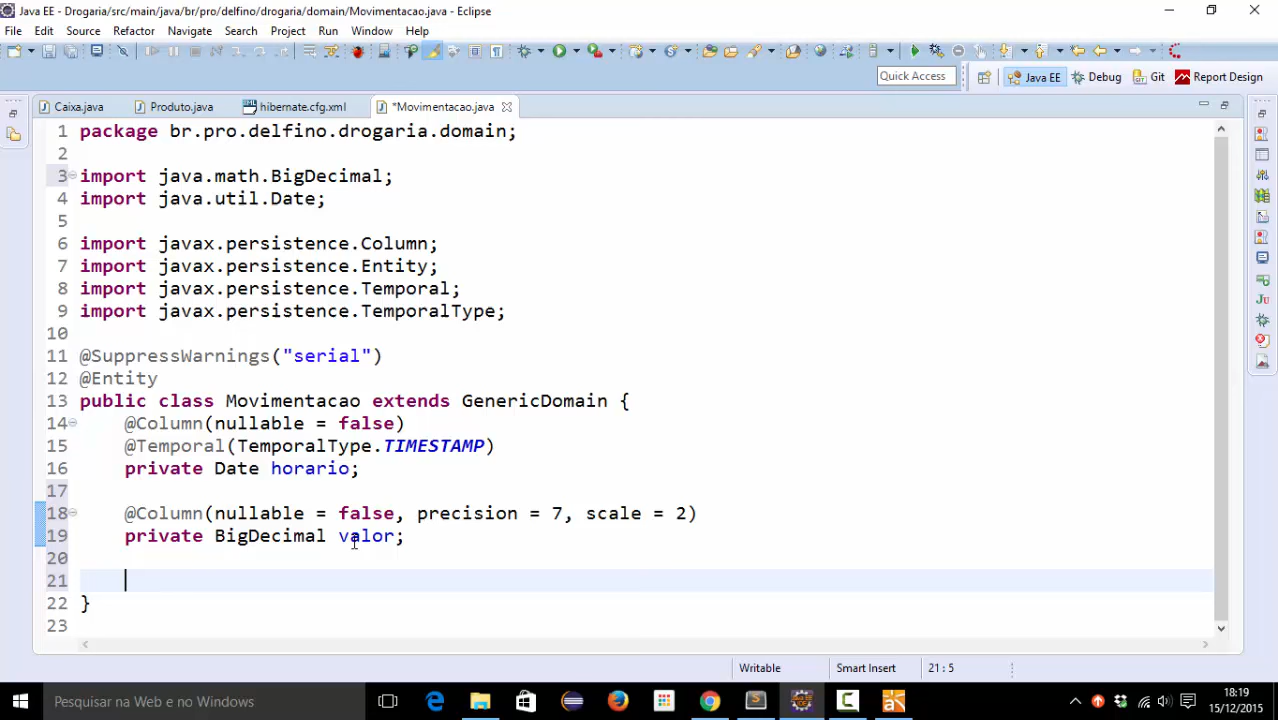 Java EE - Drogaria/src/main/java/br/pro/delfino/drogaria/domain/Movimentacao.java - Eclipse
File Edit Source Refactor Navigate Search Project Run Window Help
Quick Access Java EE Debug Git Report Design
Caixa.java Produto.java hibernate.cfg.xml *Movimentacao.java
1 package br.pro.delfino.drogaria.domain;
2
3 import java.math.BigDecimal;
4 import java.util.Date;
5
6 import javax.persistence.Column;
7 import javax.persistence.Entity;
8 import javax.persistence.Temporal;
9 import javax.persistence.TemporalType;
10
11 @SuppressWarnings("serial")
12 @Entity
13 public class Movimentacao extends GenericDomain {
14 @Column(nullable = false)
15 @Temporal(TemporalType.TIMESTAMP)
16 private Date horario;
17
18 @Column(nullable = false, precision = 7, scale = 2)
19 private BigDecimal valor;
20
21
22 }
23
Writable Smart Insert 21 : 5
Pesquisar na Web e no Windows
18:19
15/12/2015